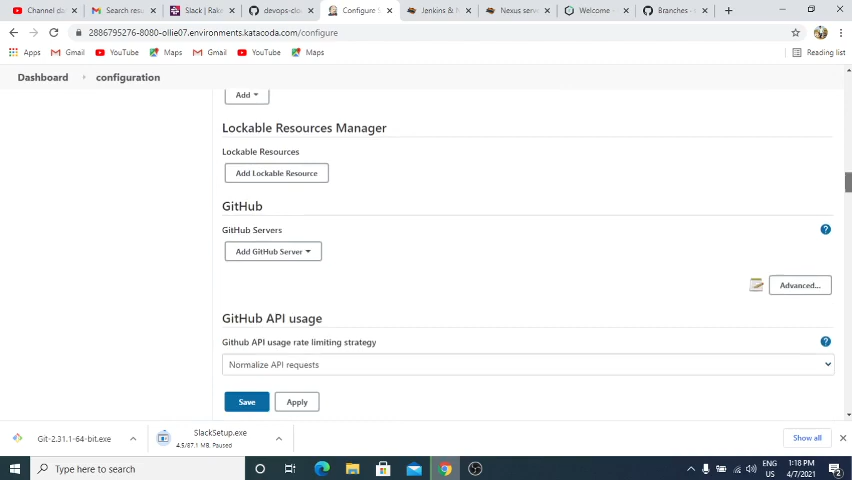 Channel da
Search resu
Slack | Rake
devops-clou
Configure S
Jenkins & N
Nexus serve
Welcome -
Branches -
2886795276-8080-ollie07.environments.katacoda.com/configure
Apps
Gmail
YouTube
Maps
Gmail
YouTube
Maps
Reading list
Dashboard
configuration
Add
Lockable Resources Manager
Lockable Resources
Add Lockable Resource
GitHub
GitHub Servers
?
Add GitHub Server
Advanced...
GitHub API usage
Github API usage rate limiting strategy
?
Normalize API requests
Save
Apply
Git-2.31.1-64-bit.exe
SlackSetup.exe
4.5/87.1 MB, Paused
Show all
Type here to search
ENG
US
1:18 PM
4/7/2021
2